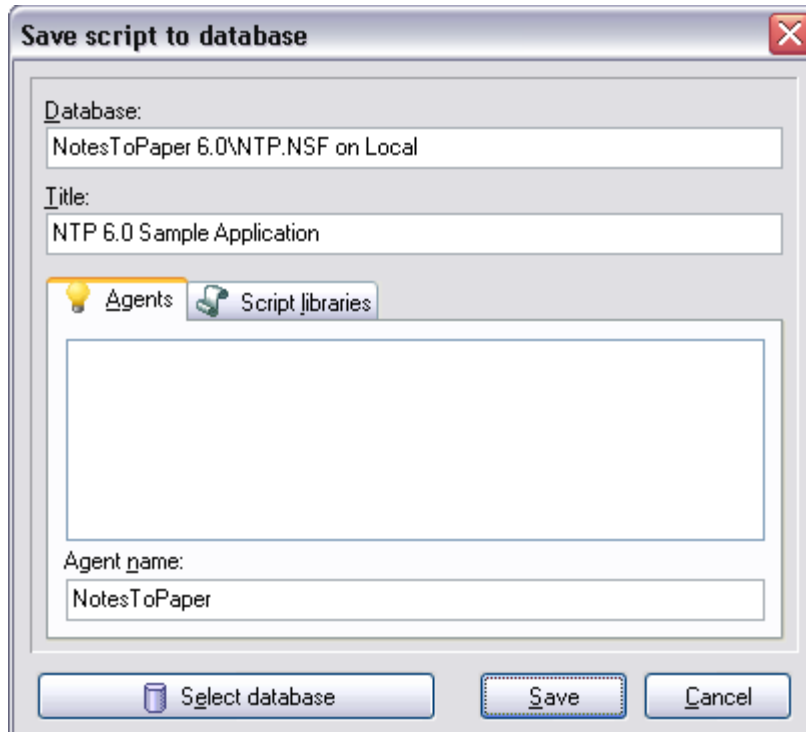 Save script to database
Database:
NotesToPaper 6.0\NTP.NSF on Local
Title:
NTP 6.0 Sample Application
Agents Script libraries
Agent name:
NotesToPaper
Select database Save Cancel